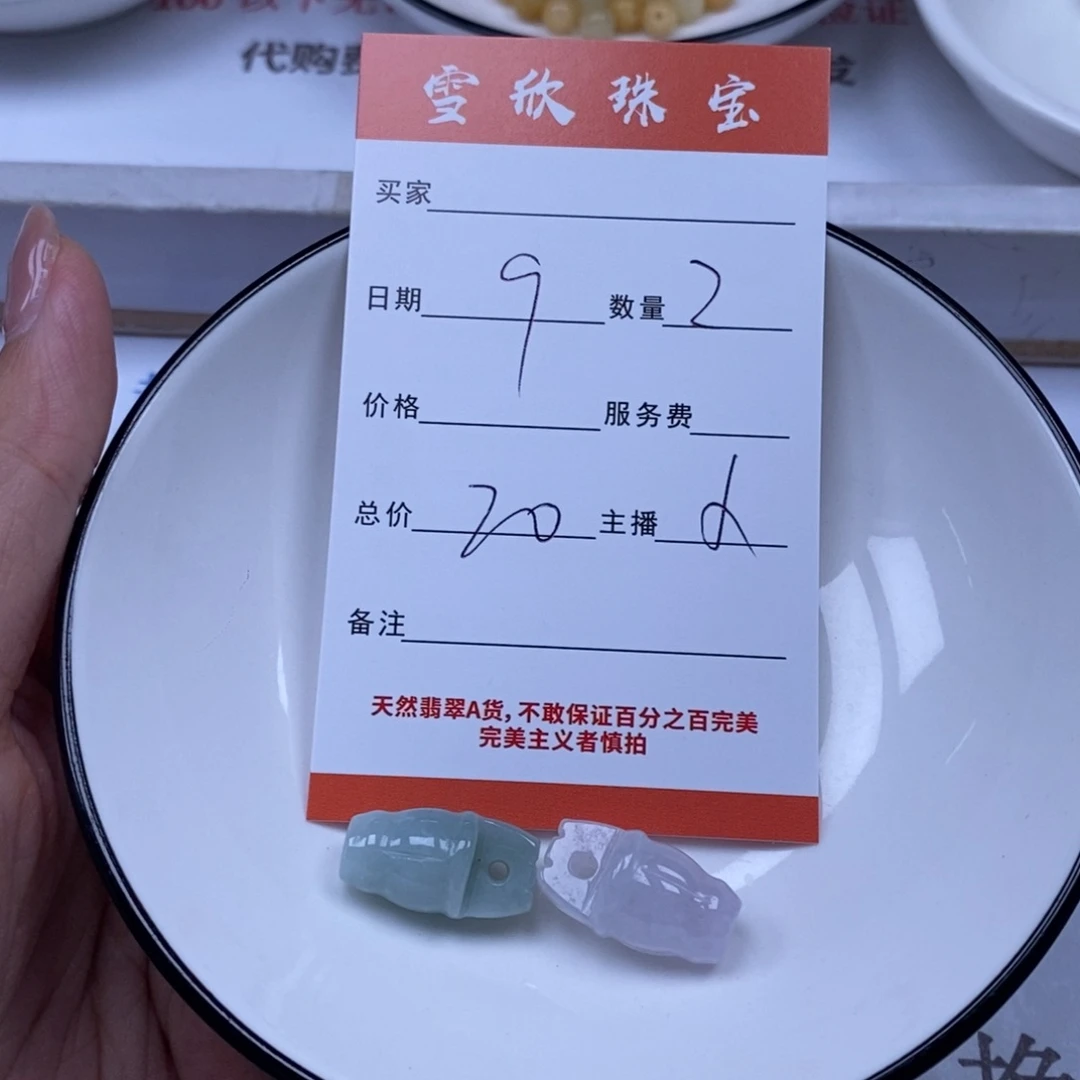 代购费
雪欣珠宝
买家
日期 9 数量 2
价格 服务费
总价 20 主播
备注
天然翡翠A货,不敢保证百分之百完美
完美主义者慎拍